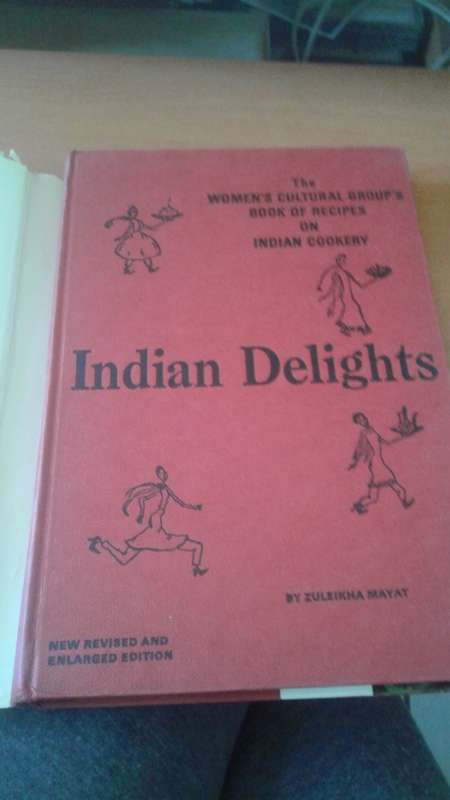 The
WOMEN'S CULTURAL GROUP'S
BOOK OF RECIPES
ON
INDIAN COOKERY
Indian Delights
BY ZULEIKHA MAYAT
NEW REVISED AND
ENLARGED EDITION